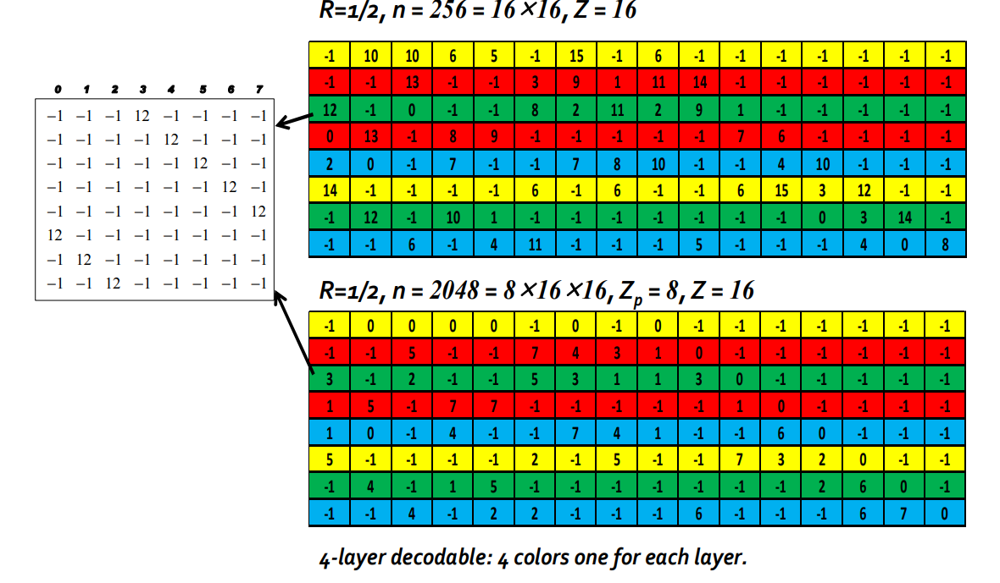 R=1/2, n = 256 = 16 ×16, Z = 16
-1 10 10 6 5 -1 15 -1 6 -1 -1 -1 -1 -1 -1 -1
-1 -1 13 -1 -1 3 9 1 11 14 -1 -1 -1 -1 -1 -1
12 -1 0 -1 -1 8 2 11 2 9 1 -1 -1 -1 -1 -1
0 13 -1 8 9 -1 -1 -1 -1 -1 7 6 -1 -1 -1 -1
2 0 -1 7 -1 -1 7 8 10 -1 -1 4 10 -1 -1 -1
14 -1 -1 -1 -1 6 -1 6 -1 -1 6 15 3 12 -1 -1
-1 12 -1 10 1 -1 -1 -1 -1 -1 -1 -1 0 3 14 -1
-1 -1 6 -1 4 11 -1 -1 -1 5 -1 -1 -1 4 0 8
0 1 2 3 4 5 6 7
−1 −1 −1 12 −1 −1 −1 −1
−1 −1 −1 −1 12 −1 −1 −1
−1 −1 −1 −1 −1 12 −1 −1
−1 −1 −1 −1 −1 −1 12 −1
−1 −1 −1 −1 −1 −1 −1 12
12 −1 −1 −1 −1 −1 −1 −1
−1 12 −1 −1 −1 −1 −1 −1
−1 −1 12 −1 −1 −1 −1 −1
R=1/2, n = 2048 = 8 ×16 ×16, Zp = 8, Z = 16
-1 0 0 0 0 -1 0 -1 0 -1 -1 -1 -1 -1 -1 -1
-1 -1 5 -1 -1 7 4 3 1 0 -1 -1 -1 -1 -1 -1
3 -1 2 -1 -1 5 3 1 1 3 0 -1 -1 -1 -1 -1
1 5 -1 7 7 -1 -1 -1 -1 -1 1 0 -1 -1 -1 -1
1 0 -1 4 -1 -1 7 4 1 -1 -1 6 0 -1 -1 -1
5 -1 -1 -1 -1 2 -1 5 -1 -1 7 3 2 0 -1 -1
-1 4 -1 1 5 -1 -1 -1 -1 -1 -1 -1 2 6 0 -1
-1 -1 4 -1 2 2 -1 -1 -1 6 -1 -1 -1 6 7 0
4-layer decodable: 4 colors one for each layer.